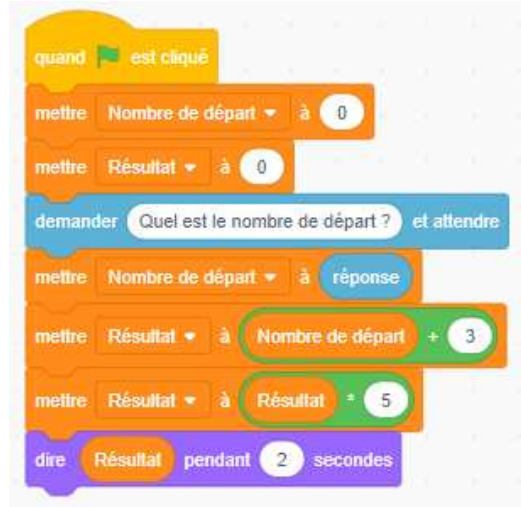 quand est cliqué
mettre Nombre de départ à 0
mettre Résultat à 0
demander Quel est le nombre de départ ? et attendre
mettre Nombre de départ à réponse
mettre Résultat à Nombre de départ + 3
mettre Résultat à Résultat * 5
dire Résultat pendant 2 secondes